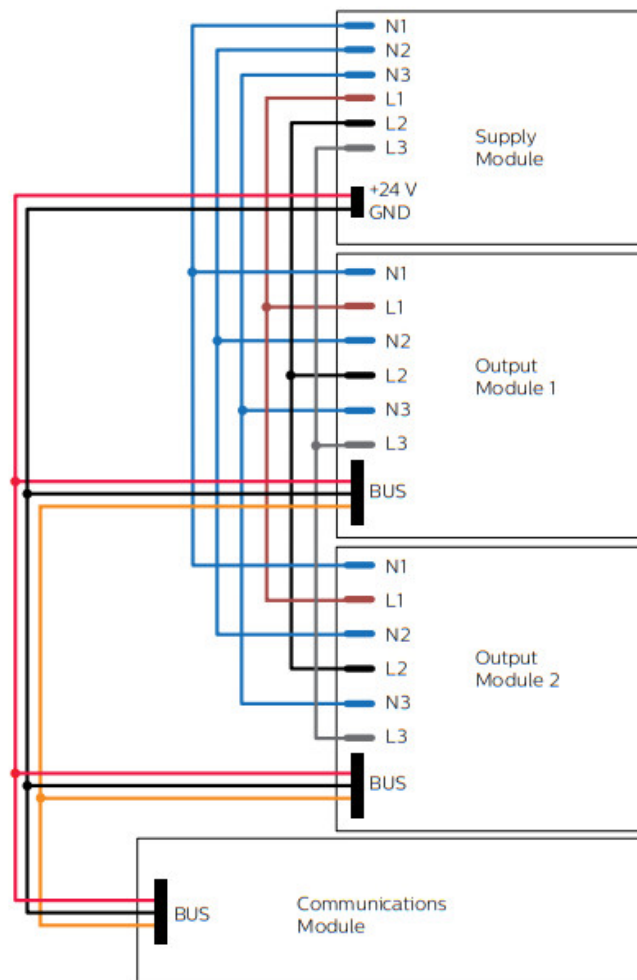 N1
N2
N3
L1
L2
L3
Supply
Module
+24 V
GND
N1
L1
N2
L2
N3
L3
Output
Module 1
BUS
N1
L1
N2
L2
N3
L3
Output
Module 2
BUS
BUS
Communications
Module